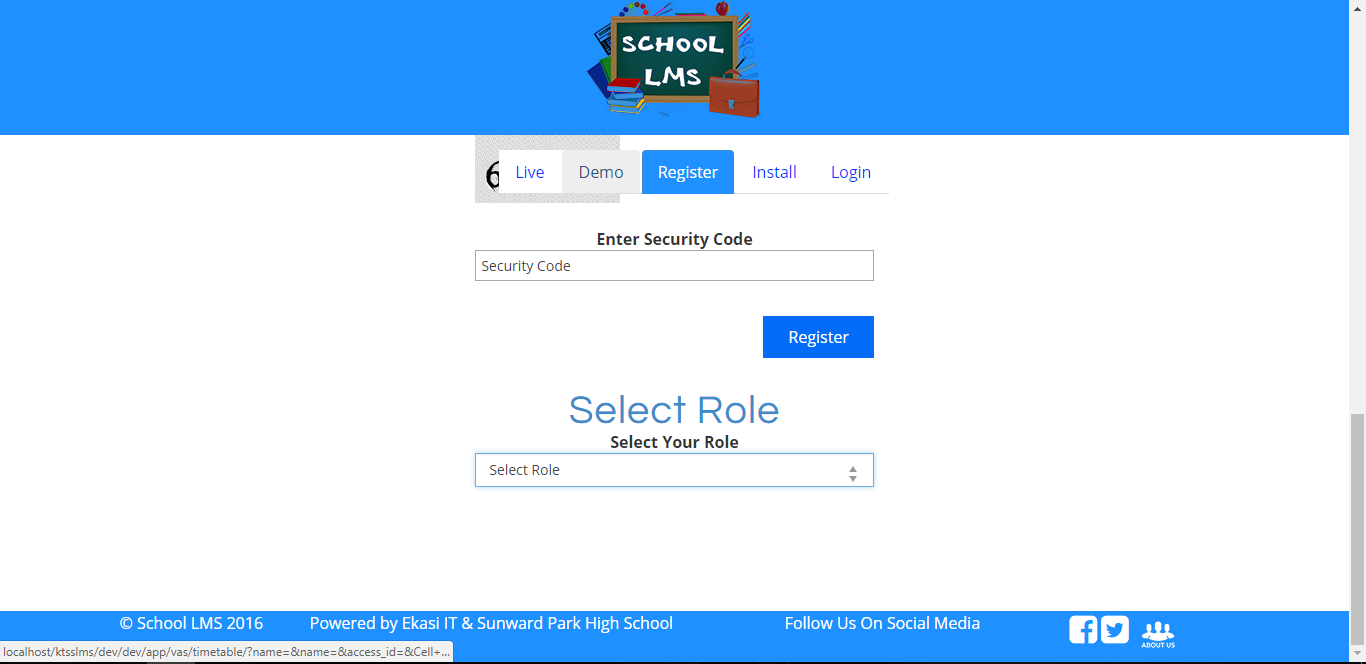 SCHOOL
LMS
6
Live
Demo
Register
Install
Login
Enter Security Code
Security Code
Register
Select Role
Select Your Role
Select Role
© School LMS 2016
Powered by Ekasi IT & Sunward Park High School
Follow Us On Social Media
ABOUT US
localhost/ktsslms/dev/dev/app/vas/timetable/?name=&name=&access_id=&Cell+...